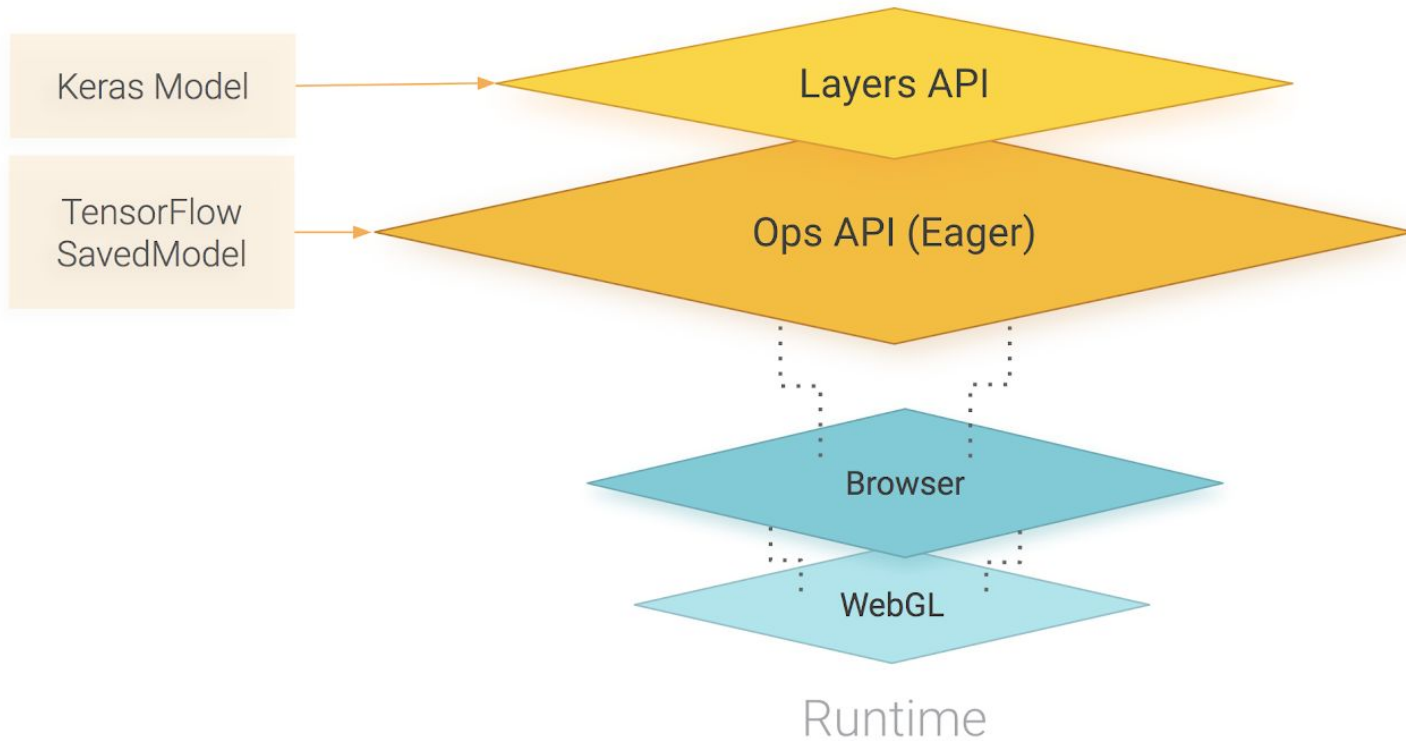 Keras Model
Layers API
TensorFlow
SavedModel
Ops API (Eager)
Browser
WebGL
Runtime